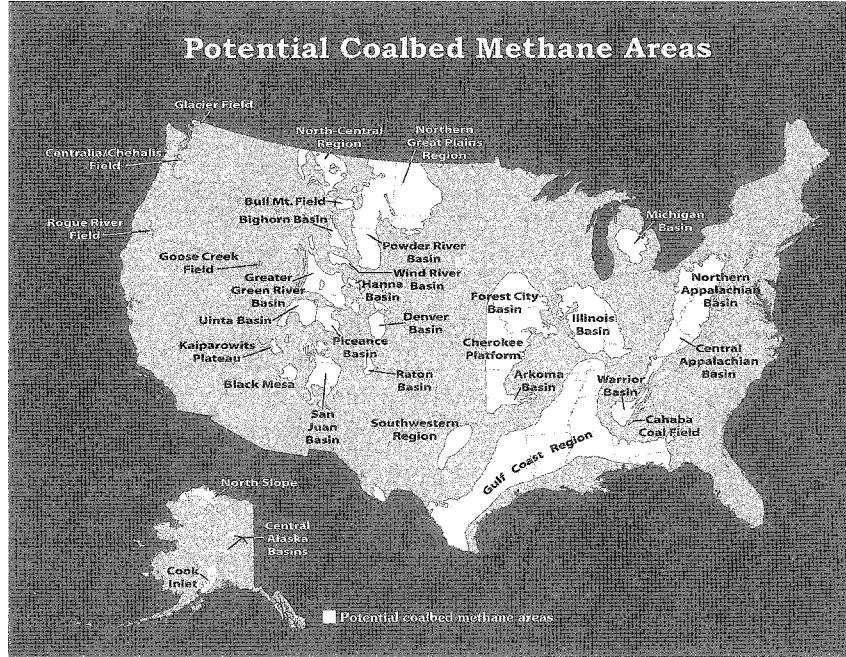 Potential Coalbed Methane Areas
Glacier Field
North-Central
Region
Northern
Great Plains
Region
Centralia/Chehalis
Field
Bull Mt. Field
Bighorn Basin
Michigan
Basin
Rogue River
Field
Powder River
Basin
Goose Creek
Field
Wind River
Basin
Greater
Green River
Basin
Hanna
Basin
Northern
Appalachian
Basin
Forest City
Basin
Uinta Basin
Denver
Basin
Illinois
Basin
Piceance
Basin
Kaiparowits
Plateau
Cherokee
Platform
Central
Appalachian
Basin
Black Mesa
Raton
Basin
Arkoma
Basin
Warrior
Basin
San
Juan
Basin
Southwestern
Region
Cahaba
Coal Field
Gulf Coast Region
North Slope
Central
Alaska
Basins
Cook
Inlet
Potential coalbed methane areas